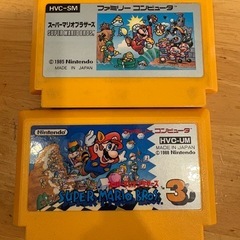 HVC-SM
ファミリー コンピュータ
スーパーマリオブラザーズ
SUPER MARIO BROS.
© 1985 Nintendo
MADE IN JAPAN
Nintendo
コンピュータ
HVC-UM
SUPER MARIO BROS. 3
© 1988 Nintendo
MADE IN JAPAN